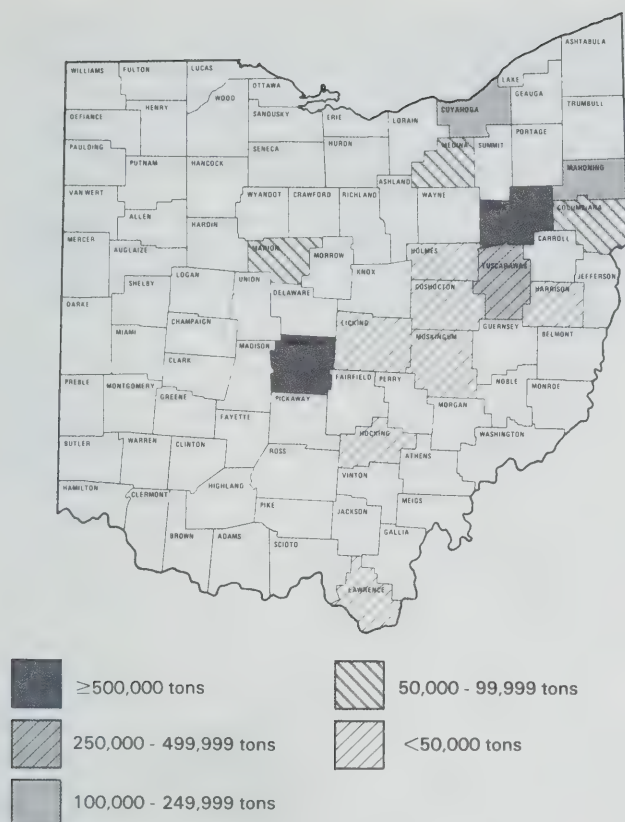 ASHTABULA
WILLIAMS
FULTON
LUCAS
LAKE
GEAUGA
OTTAWA
WOOD
CUYAHOGA
TRUMBULL
HENRY
SANDUSKY
ERIE
LORAIN
DEFIANCE
PORTAGE
MEDINA
SUMMIT
HURON
SENECA
PAULDING
PUTNAM
HANCOCK
MAHONING
ASHLAND
VAN WERT
WYANDOT
CRAWFORD
RICHLAND
WAYNE
COLUMBIANA
ALLEN
HARDIN
CARROLL
MERCER
AUGLAIZE
MARION
MORROW
HOLMES
TUSCARAWAS
KNOX
LOGAN
UNION
JEFFERSON
SHELBY
COSHOCTON
HARRISON
DELAWARE
DARKE
CHAMPAIGN
LICKING
GUERNSEY
MIAMI
MUSKINGUM
BELMONT
MADISON
CLARK
PREBLE
MONTGOMERY
FAIRFIELD
PERRY
NOBLE
MONROE
GREENE
PICKAWAY
MORGAN
FAYETTE
HOCKING
WASHINGTON
BUTLER
WARREN
CLINTON
ROSS
ATHENS
VINTON
HIGHLAND
HAMILTON
CLERMONT
PIKE
JACKSON
MEIGS
GALLIA
BROWN
ADAMS
SCIOTO
LAWRENCE
≥500,000 tons
50,000 - 99,999 tons
250,000 - 499,999 tons
<50,000 tons
100,000 - 249,999 tons